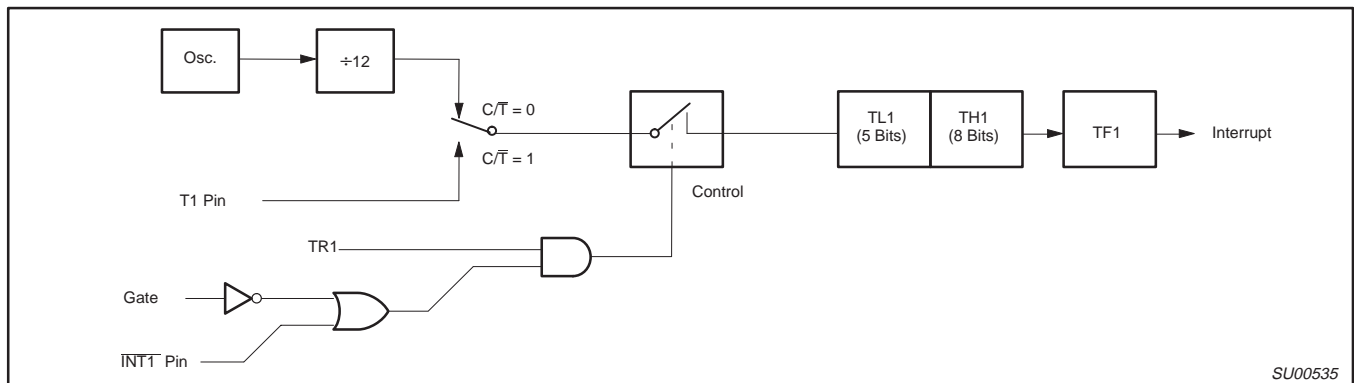 Osc.
÷12
C/T̅ = 0
C/T̅ = 1
T1 Pin
TR1
Gate
I̅N̅T̅1̅ Pin
Control
TL1
(5 Bits)
TH1
(8 Bits)
TF1
Interrupt
SU00535